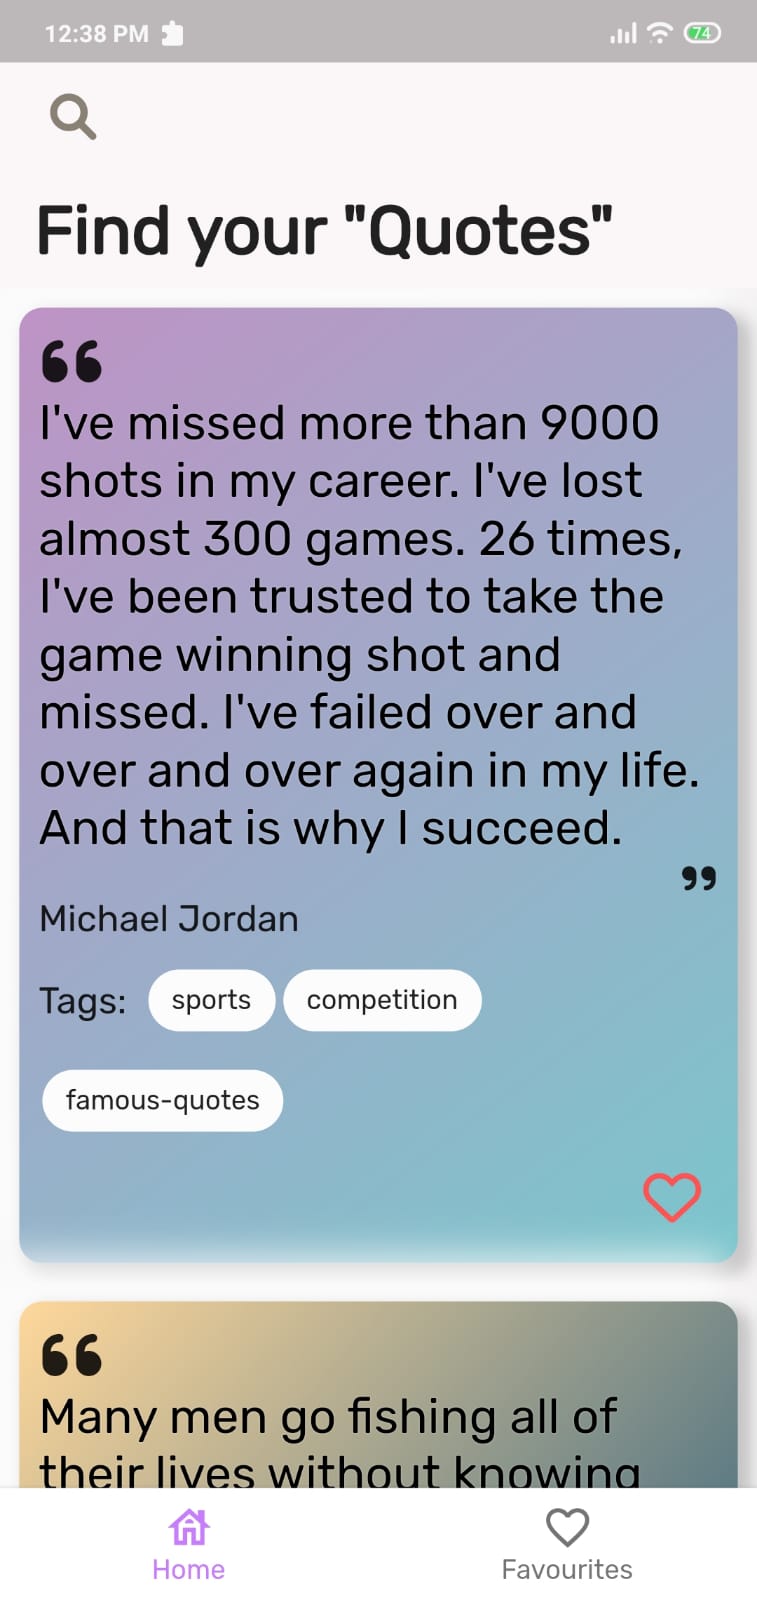 12:38 PM
74
Find your "Quotes"
❝
I've missed more than 9000
shots in my career. I've lost
almost 300 games. 26 times,
I've been trusted to take the
game winning shot and
missed. I've failed over and
over and over again in my life.
And that is why I succeed.
❞
Michael Jordan
Tags: sports competition
famous-quotes
❝
Many men go fishing all of
their lives without knowing
Home Favourites